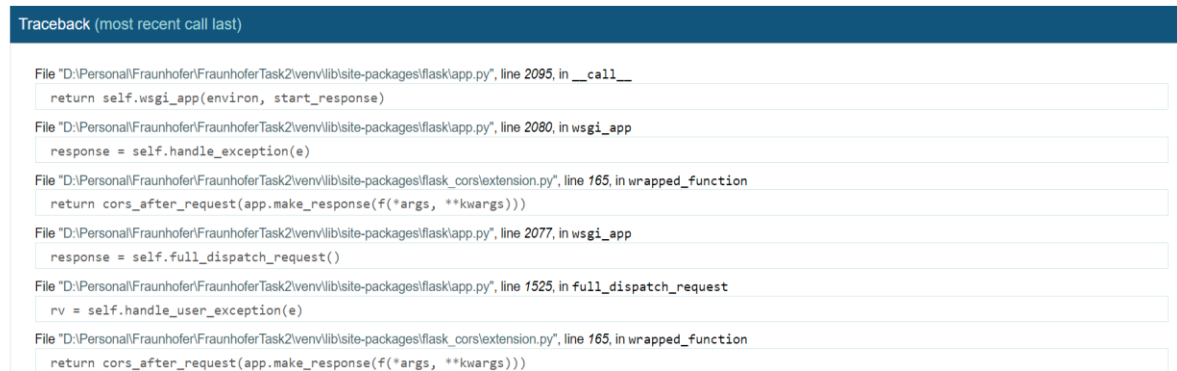 Traceback (most recent call last)
File "D:\Personal\Fraunhofer\FraunhoferTask2\venv\lib\site-packages\flask\app.py", line 2095, in __call__
return self.wsgi_app(environ, start_response)
File "D:\Personal\Fraunhofer\FraunhoferTask2\venv\lib\site-packages\flask\app.py", line 2080, in wsgi_app
response = self.handle_exception(e)
File "D:\Personal\Fraunhofer\FraunhoferTask2\venv\lib\site-packages\flask_cors\extension.py", line 165, in wrapped_function
return cors_after_request(app.make_response(f(*args, **kwargs)))
File "D:\Personal\Fraunhofer\FraunhoferTask2\venv\lib\site-packages\flask\app.py", line 2077, in wsgi_app
response = self.full_dispatch_request()
File "D:\Personal\Fraunhofer\FraunhoferTask2\venv\lib\site-packages\flask\app.py", line 1525, in full_dispatch_request
rv = self.handle_user_exception(e)
File "D:\Personal\Fraunhofer\FraunhoferTask2\venv\lib\site-packages\flask_cors\extension.py", line 165, in wrapped_function
return cors_after_request(app.make_response(f(*args, **kwargs)))